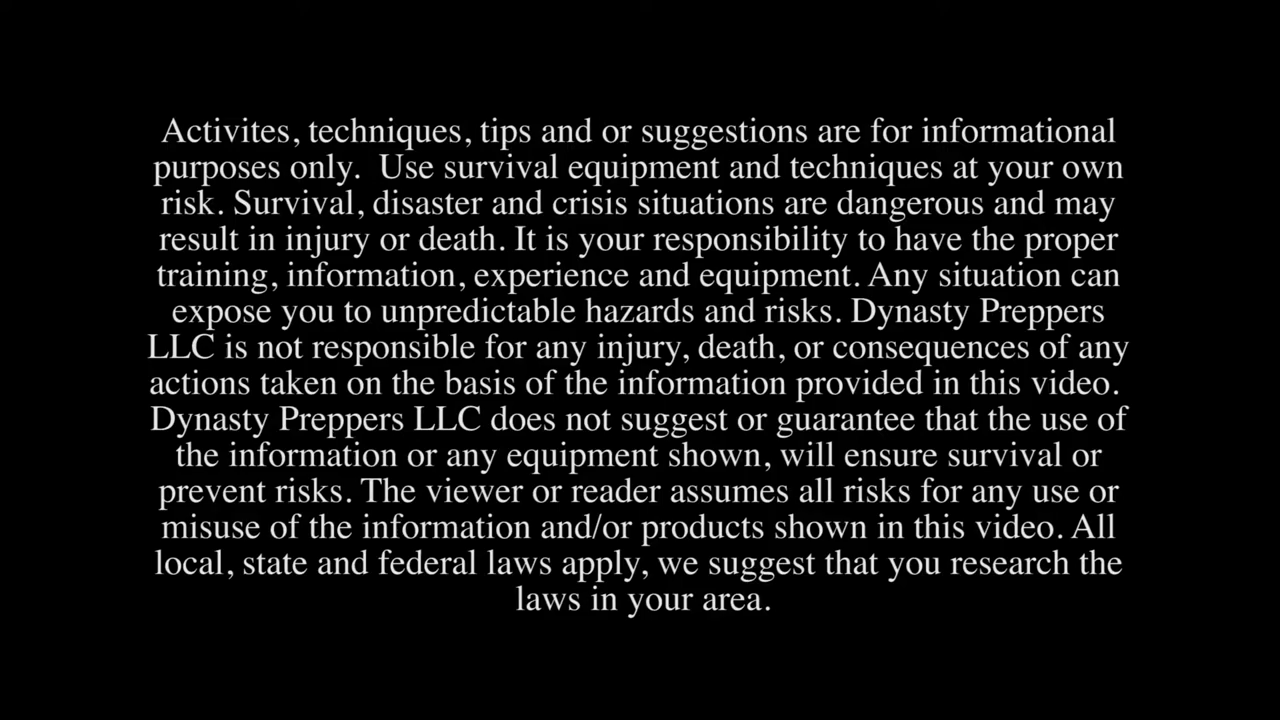 Activites, techniques, tips and or suggestions are for informational
purposes only.  Use survival equipment and techniques at your own
risk. Survival, disaster and crisis situations are dangerous and may
result in injury or death. It is your responsibility to have the proper
training, information, experience and equipment. Any situation can
expose you to unpredictable hazards and risks. Dynasty Preppers
LLC is not responsible for any injury, death, or consequences of any
actions taken on the basis of the information provided in this video.
Dynasty Preppers LLC does not suggest or guarantee that the use of
the information or any equipment shown, will ensure survival or
prevent risks. The viewer or reader assumes all risks for any use or
misuse of the information and/or products shown in this video. All
local, state and federal laws apply, we suggest that you research the
laws in your area.